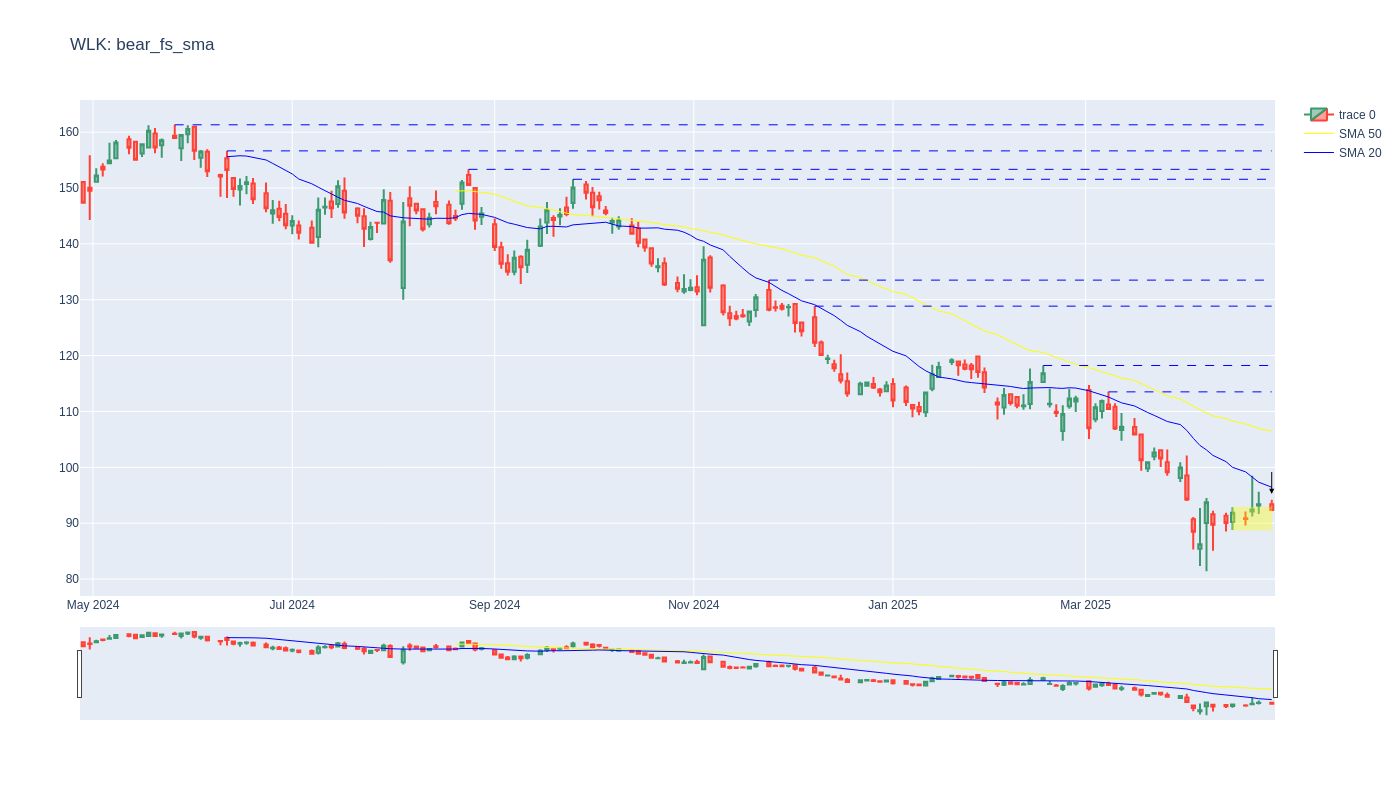 WLK: bear_fs_sma
trace 0
SMA 50
SMA 20
160
150
140
130
120
110
100
90
80
May 2024
Jul 2024
Sep 2024
Nov 2024
Jan 2025
Mar 2025